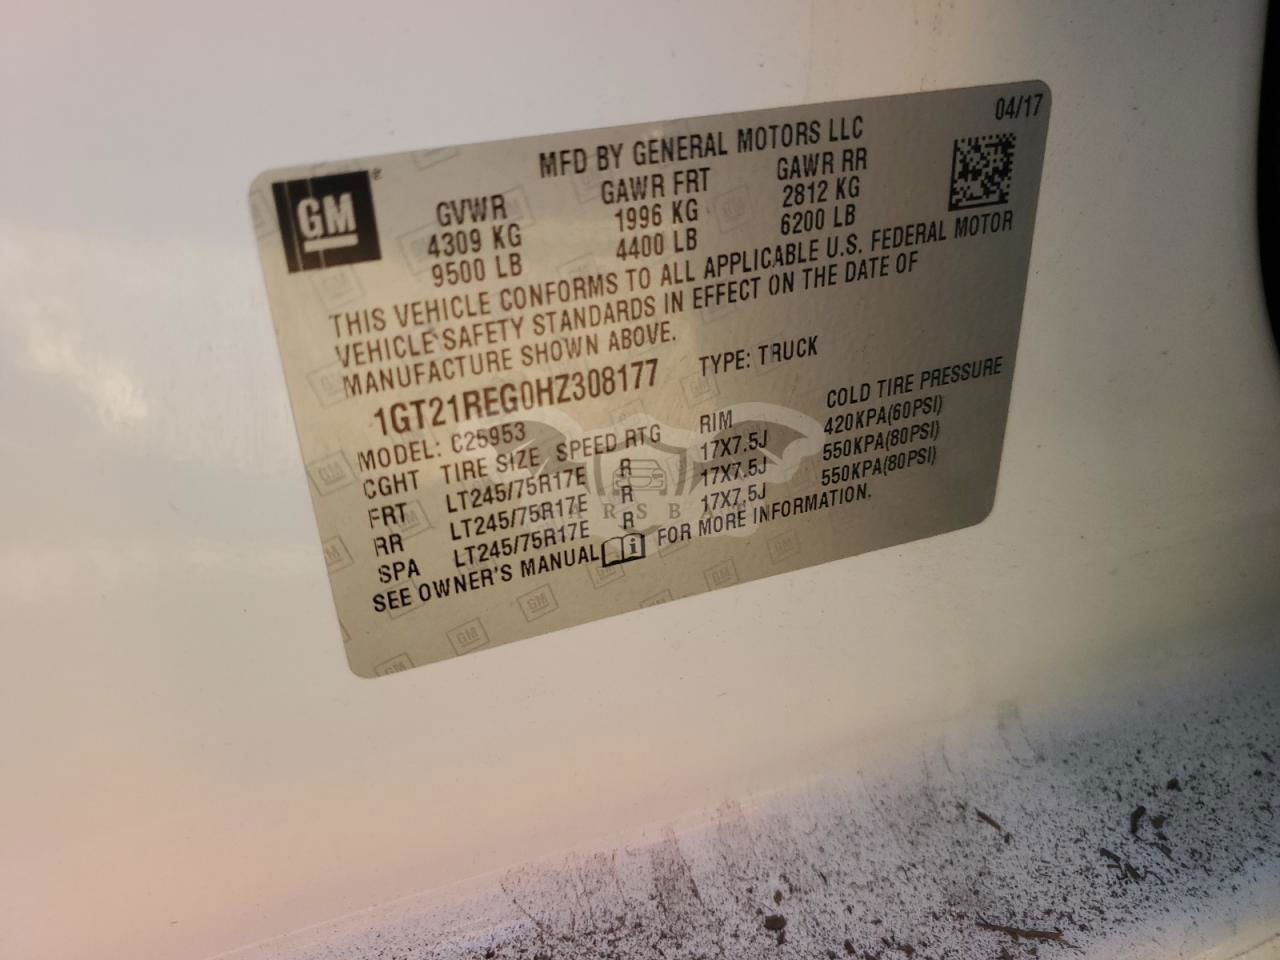 04/17
MFD BY GENERAL MOTORS LLC
GM
GVWR GAWR FRT GAWR RR
4309 KG 1996 KG 2812 KG
9500 LB 4400 LB 6200 LB
THIS VEHICLE CONFORMS TO ALL APPLICABLE U.S. FEDERAL MOTOR
VEHICLE SAFETY STANDARDS IN EFFECT ON THE DATE OF
MANUFACTURE SHOWN ABOVE.
1GT21REG0HZ308177 TYPE: TRUCK
MODEL: C25953
CGHT TIRE SIZE SPEED RTG RIM COLD TIRE PRESSURE
FRT LT245/75R17E R 17X7.5J 420KPA(60PSI)
RR LT245/75R17E R 17X7.5J 550KPA(80PSI)
SPA LT245/75R17E R 17X7.5J 550KPA(80PSI)
SEE OWNER'S MANUAL FOR MORE INFORMATION.